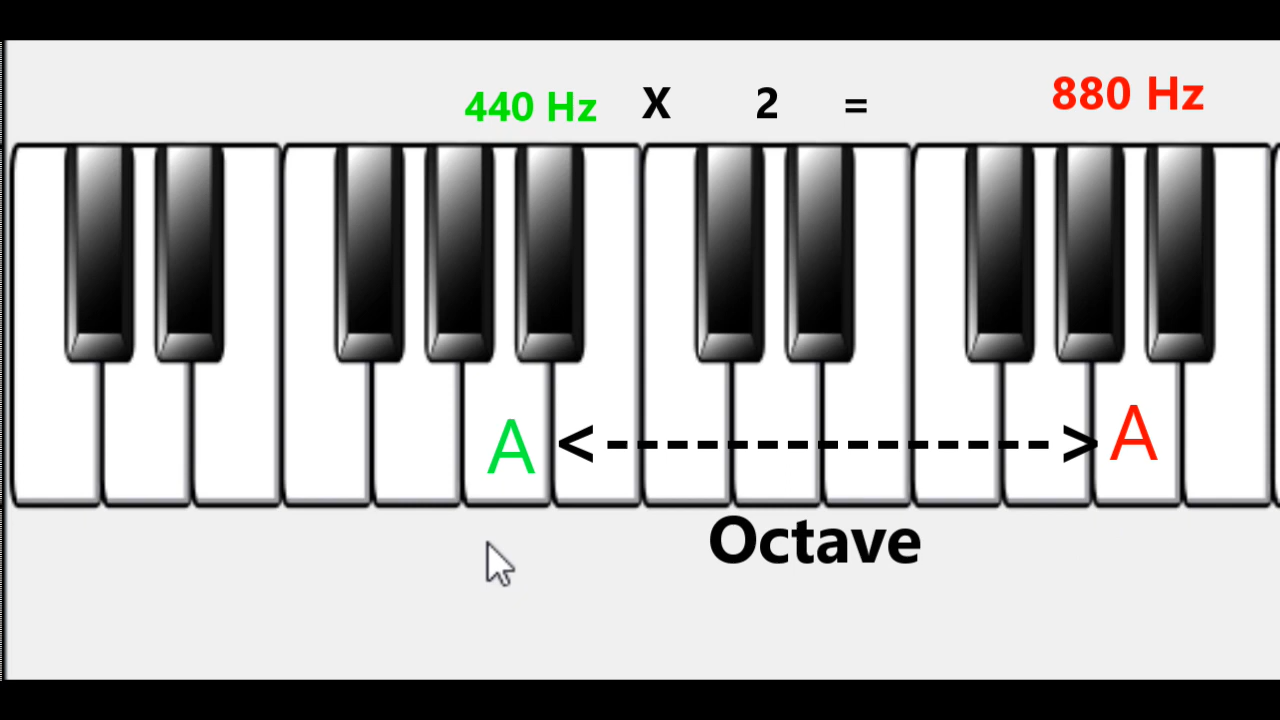 440 Hz X 2 = 880 Hz
A <-------------> A
Octave